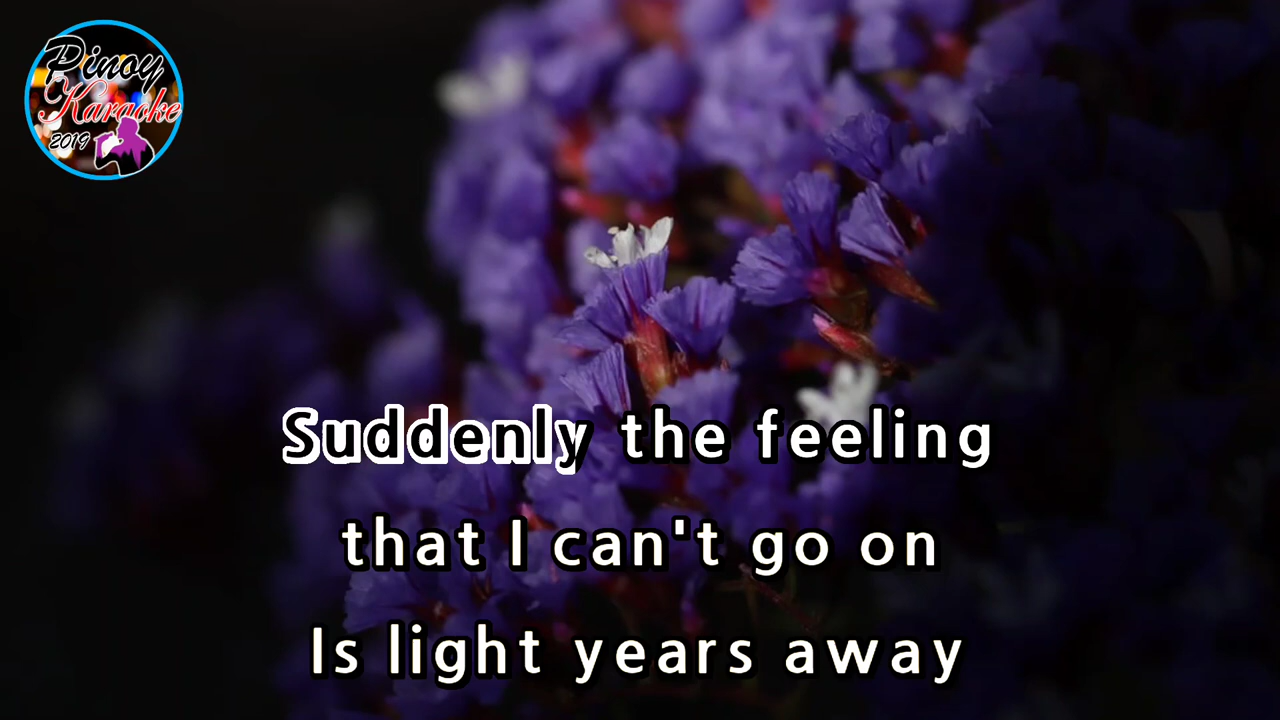 Pinoy
Karaoke
2019
Suddenly the feeling
that I can't go on
Is light years away